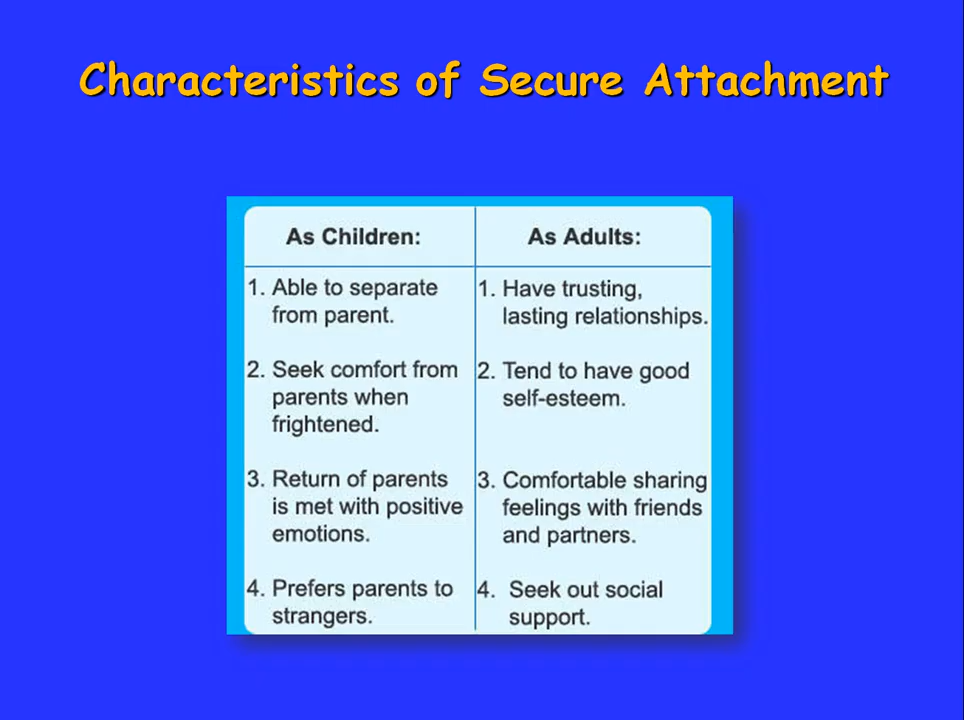 Characteristics of Secure Attachment
As Children:
1. Able to separate
from parent.
2. Seek comfort from
parents when
frightened.
3. Return of parents
is met with positive
emotions.
4. Prefers parents to
strangers.
As Adults:
1. Have trusting,
lasting relationships.
2. Tend to have good
self-esteem.
3. Comfortable sharing
feelings with friends
and partners.
4. Seek out social
support.